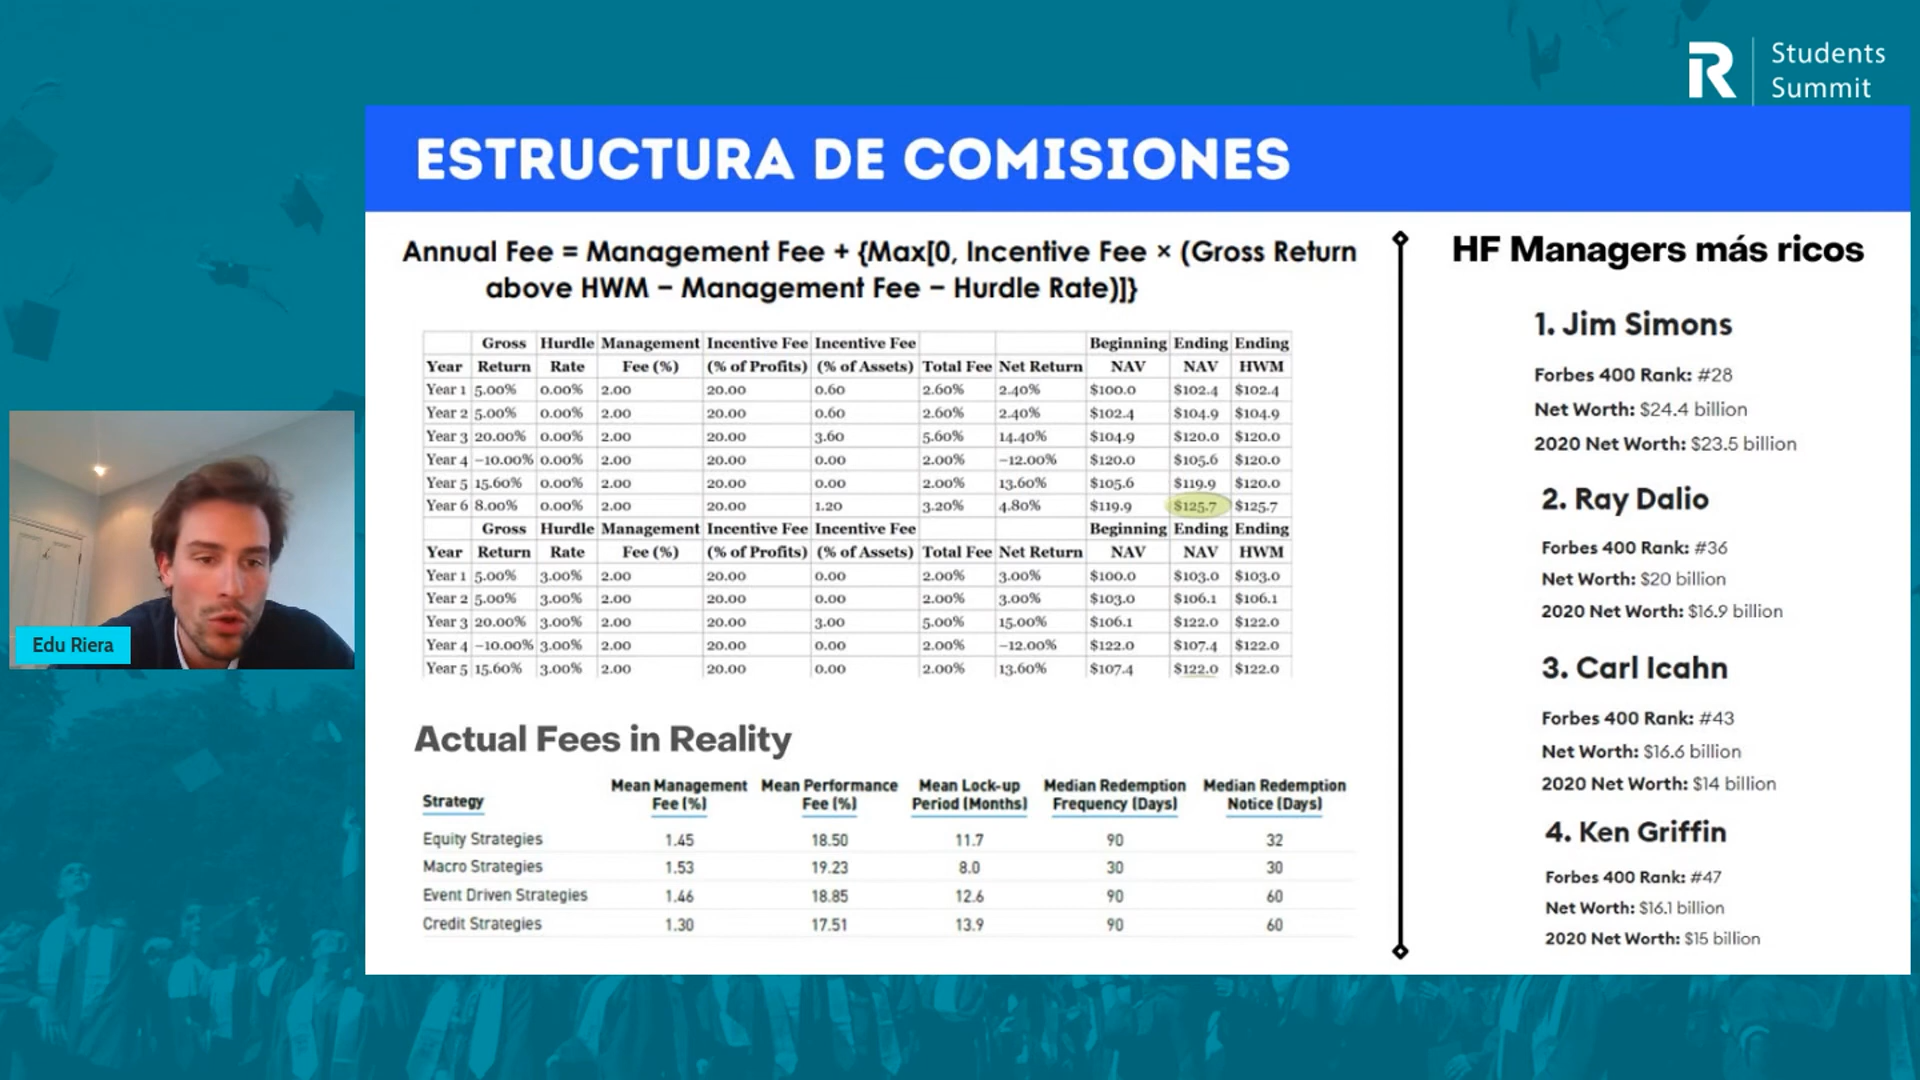 R
Students
Summit
ESTRUCTURA DE COMISIONES
Annual Fee = Management Fee + {Max[0, Incentive Fee × (Gross Return
above HWM − Management Fee − Hurdle Rate)]}
Gross Hurdle Management Incentive Fee Incentive Fee Beginning Ending Ending
Year Return Rate Fee (%) (% of Profits) (% of Assets) Total Fee Net Return NAV NAV HWM
Year 1 5.00% 0.00% 2.00 20.00 0.60 2.60% 2.40% $100.0 $102.4 $102.4
Year 2 5.00% 0.00% 2.00 20.00 0.60 2.60% 2.40% $102.4 $104.9 $104.9
Year 3 20.00% 0.00% 2.00 20.00 3.60 5.60% 14.40% $104.9 $120.0 $120.0
Year 4 −10.00% 0.00% 2.00 20.00 0.00 2.00% −12.00% $120.0 $105.6 $120.0
Year 5 15.60% 0.00% 2.00 20.00 0.00 2.00% 13.60% $105.6 $119.9 $120.0
Year 6 8.00% 0.00% 2.00 20.00 1.20 3.20% 4.80% $119.9 $125.7 $125.7
Gross Hurdle Management Incentive Fee Incentive Fee Beginning Ending Ending
Year Return Rate Fee (%) (% of Profits) (% of Assets) Total Fee Net Return NAV NAV HWM
Year 1 5.00% 3.00% 2.00 20.00 0.00 2.00% 3.00% $100.0 $103.0 $103.0
Year 2 5.00% 3.00% 2.00 20.00 0.00 2.00% 3.00% $103.0 $106.1 $106.1
Year 3 20.00% 3.00% 2.00 20.00 3.00 5.00% 15.00% $106.1 $122.0 $122.0
Year 4 −10.00% 3.00% 2.00 20.00 0.00 2.00% −12.00% $122.0 $107.4 $122.0
Year 5 15.60% 3.00% 2.00 20.00 0.00 2.00% 13.60% $107.4 $122.0 $122.0
Actual Fees in Reality
Mean Management Mean Performance Mean Lock-up Median Redemption Median Redemption
Strategy Fee (%) Fee (%) Period (Months) Frequency (Days) Notice (Days)
Equity Strategies 1.45 18.50 11.7 90 32
Macro Strategies 1.53 19.23 8.0 30 30
Event Driven Strategies 1.46 18.85 12.6 90 60
Credit Strategies 1.30 17.51 13.9 90 60
HF Managers más ricos
1. Jim Simons
Forbes 400 Rank: #28
Net Worth: $24.4 billion
2020 Net Worth: $23.5 billion
2. Ray Dalio
Forbes 400 Rank: #36
Net Worth: $20 billion
2020 Net Worth: $16.9 billion
3. Carl Icahn
Forbes 400 Rank: #43
Net Worth: $16.6 billion
2020 Net Worth: $14 billion
4. Ken Griffin
Forbes 400 Rank: #47
Net Worth: $16.1 billion
2020 Net Worth: $15 billion
Edu Riera